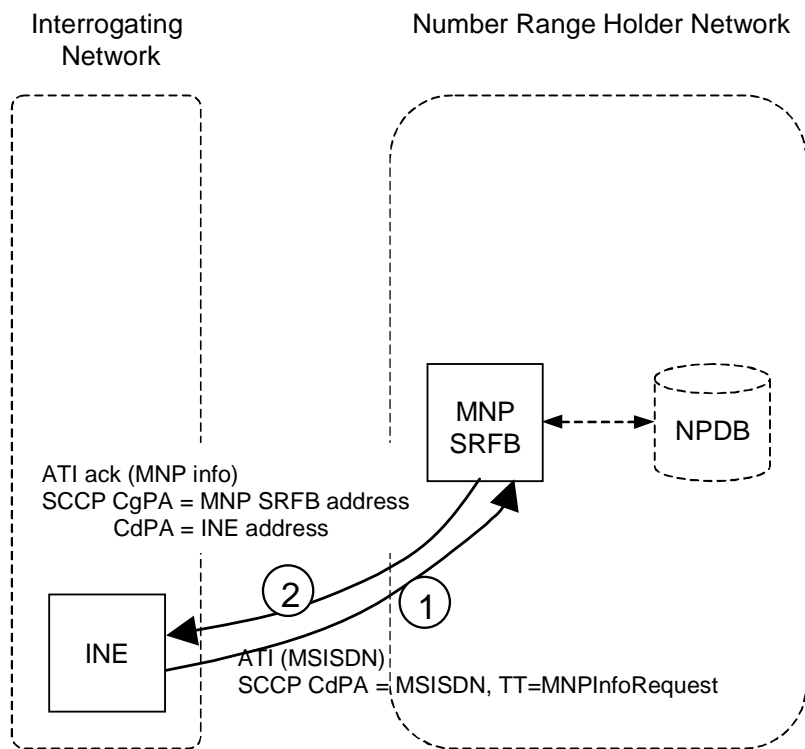 Interrogating
Network
Number Range Holder Network
MNP
SRFB
NPDB
ATI ack (MNP info)
SCCP CgPA = MNP SRFB address
CdPA = INE address
2
1
INE
ATI (MSISDN)
SCCP CdPA = MSISDN, TT=MNPInfoRequest